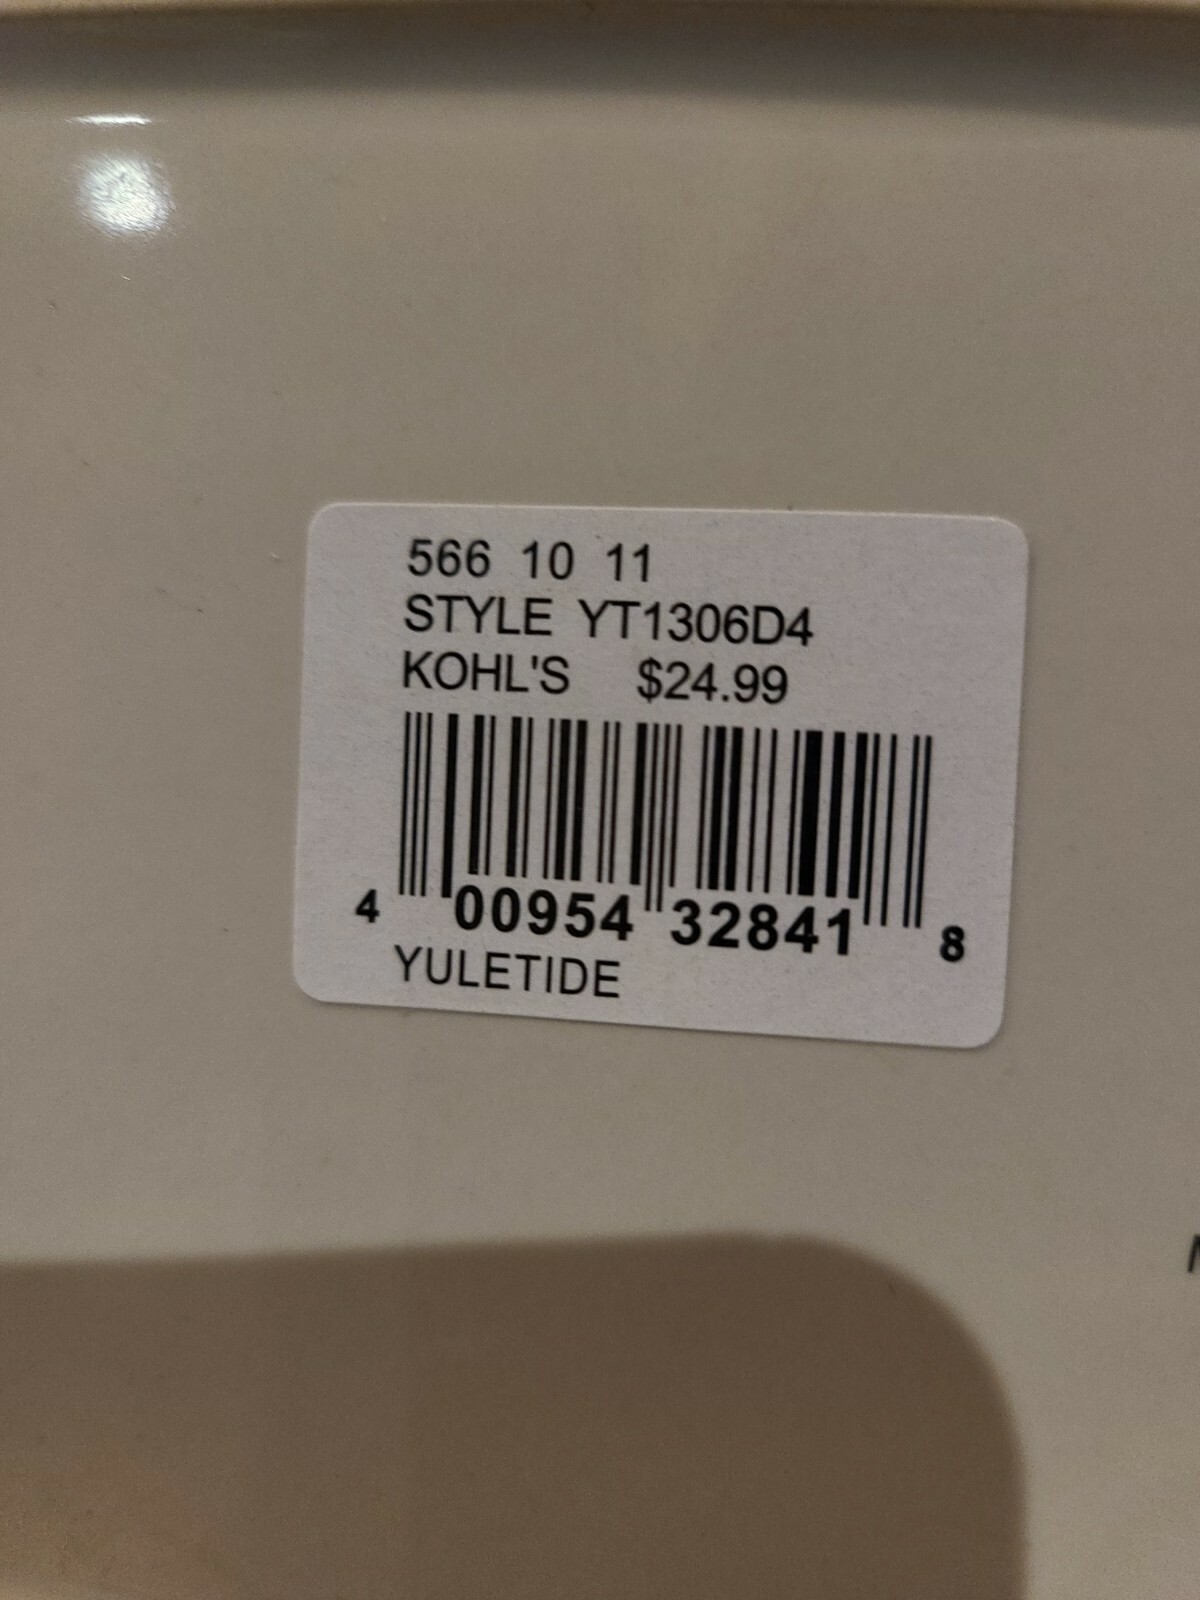 566 10 11
STYLE YT1306D4
KOHL'S $24.99
4 00954 32841 8
YULETIDE